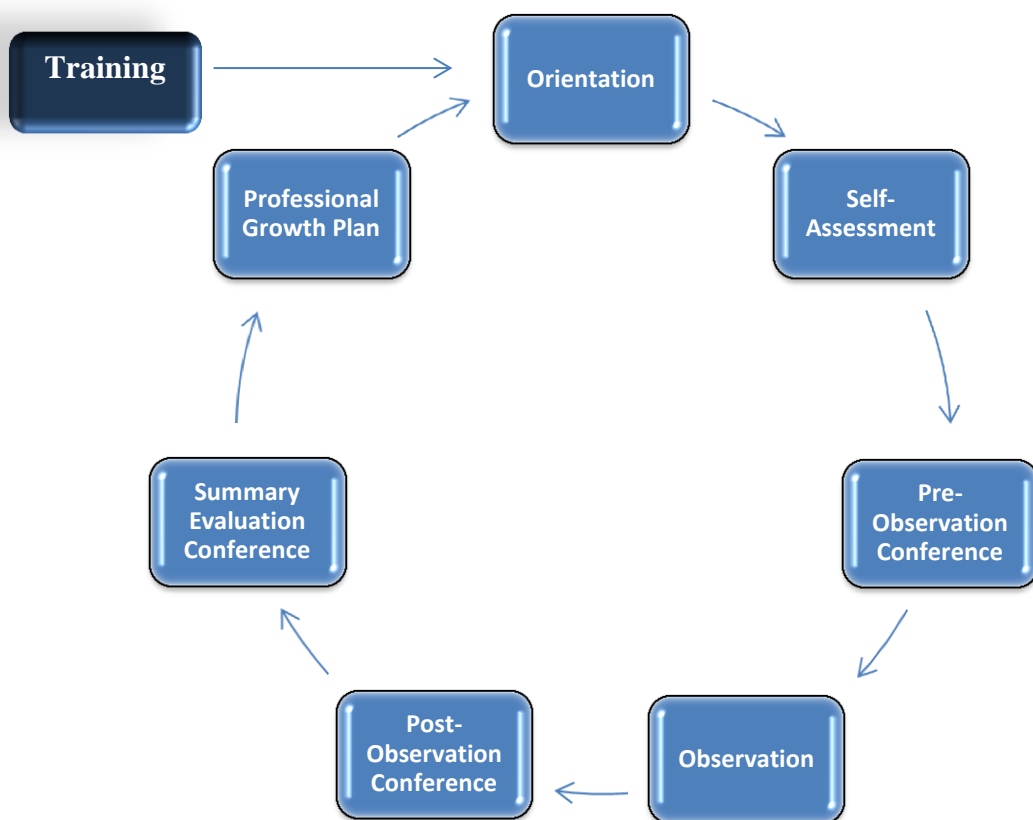 Training
Orientation
Self-
Assessment
Pre-
Observation
Conference
Observation
Post-
Observation
Conference
Summary
Evaluation
Conference
Professional
Growth Plan